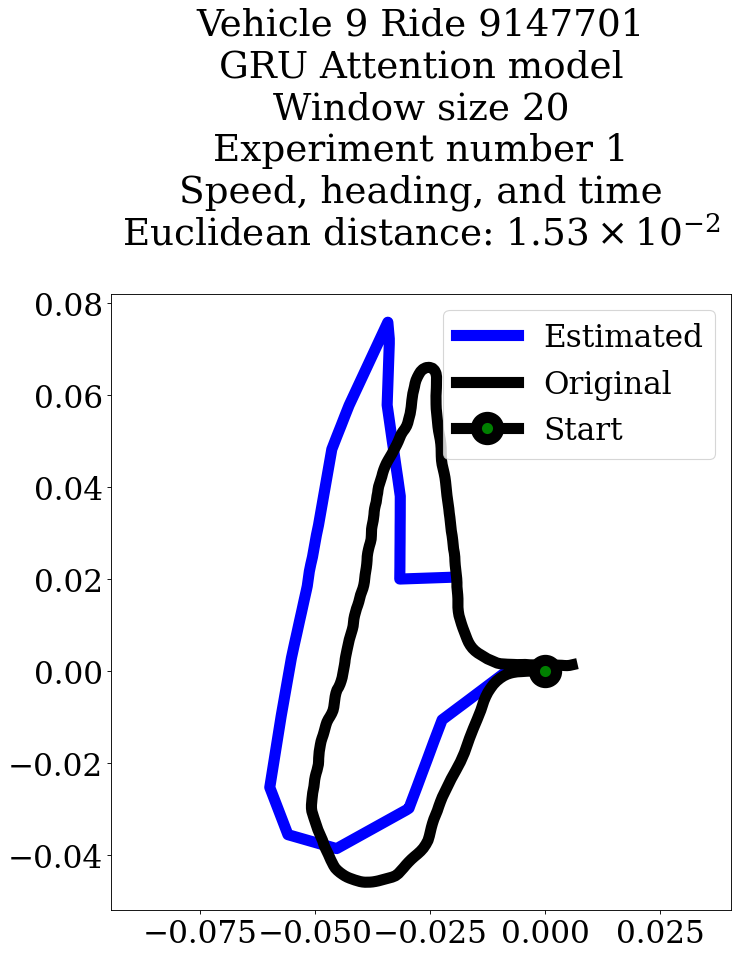 Vehicle 9 Ride 9147701
GRU Attention model
Window size 20
Experiment number 1
Speed, heading, and time
Euclidean distance: 1.53 × 10⁻²
0.08
0.06
0.04
0.02
0.00
−0.02
−0.04
Estimated
Original
Start
−0.075 −0.050 −0.025 0.000 0.025